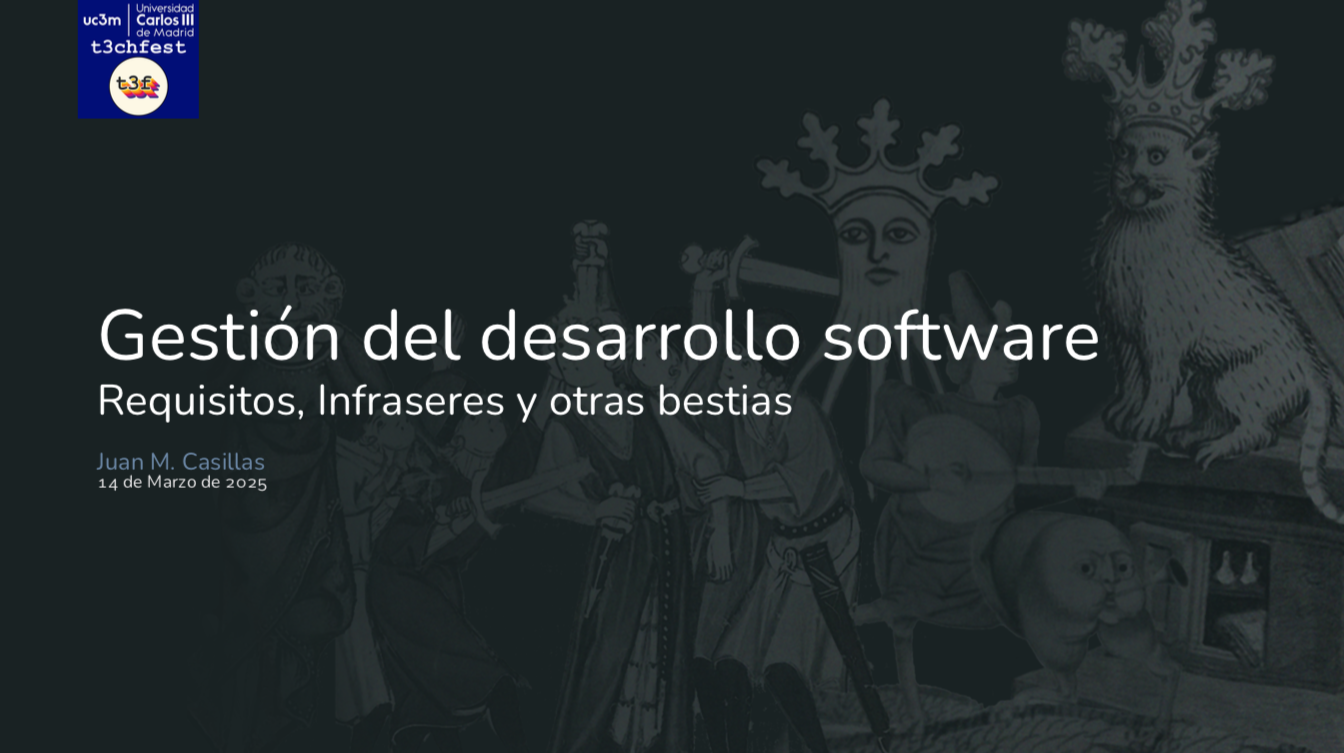 uc3m
Universidad
Carlos III
de Madrid
t3chfest
t3f
Gestión del desarrollo software
Requisitos, Infraseres y otras bestias
Juan M. Casillas
14 de Marzo de 2025